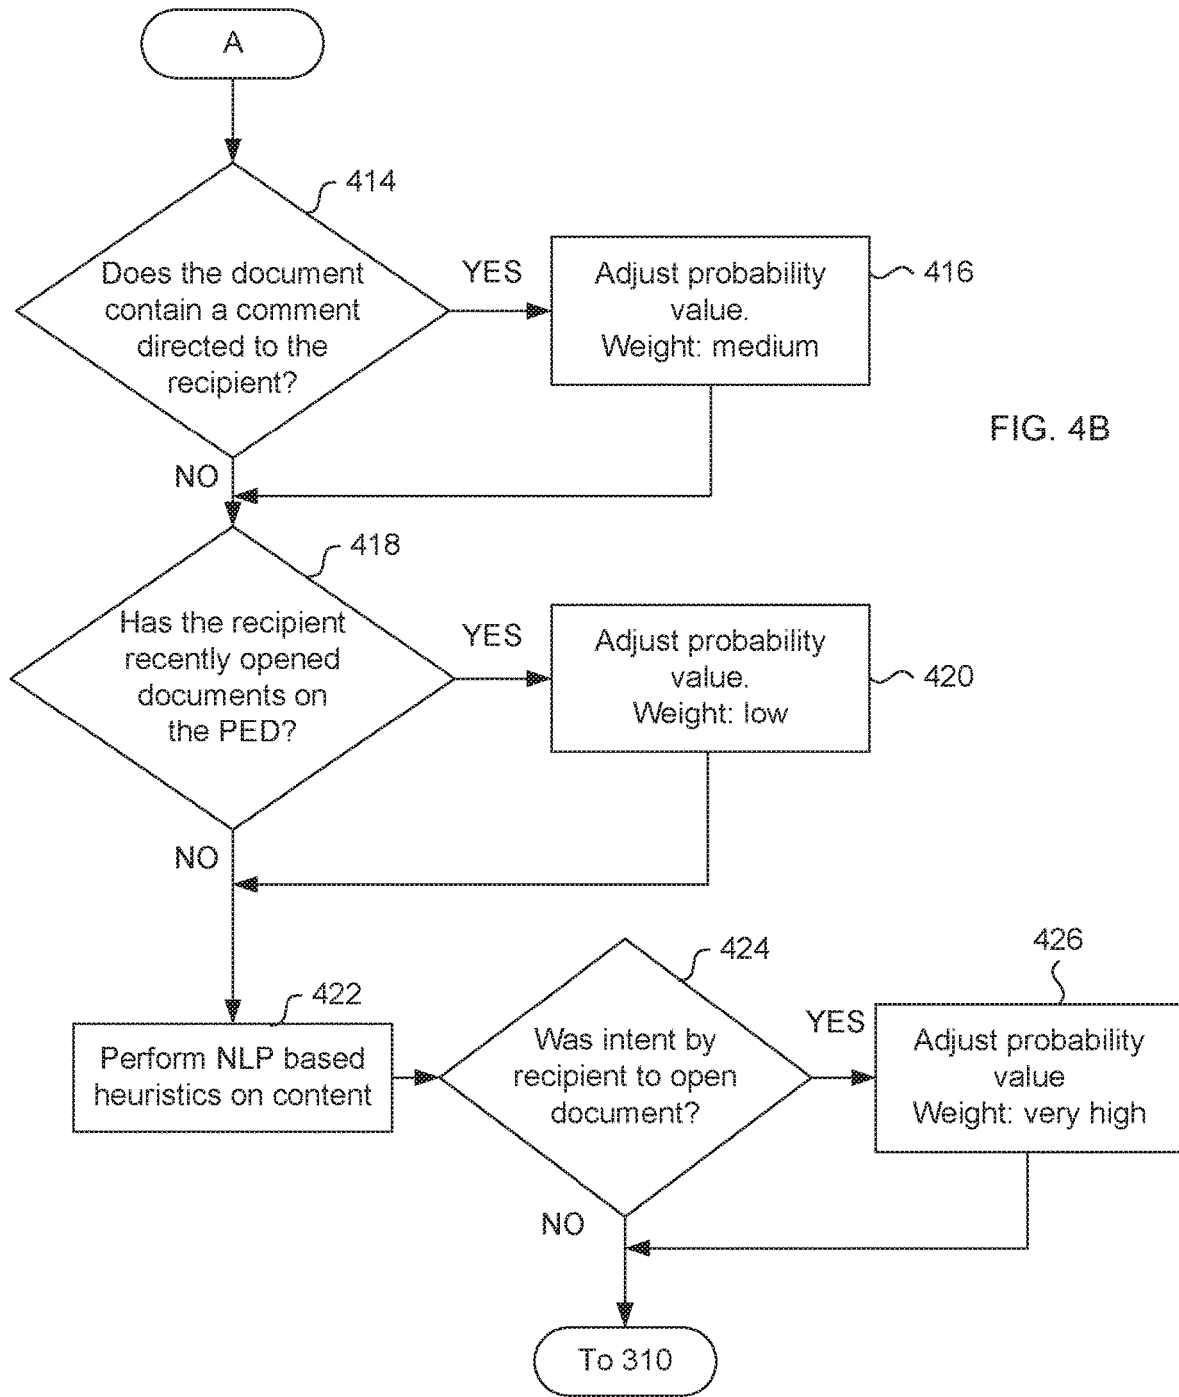 A
414
Does the document
contain a comment
directed to the
recipient?
YES
Adjust probability
value.
Weight: medium
416
FIG. 4B
NO
418
Has the recipient
recently opened
documents on
the PED?
YES
Adjust probability
value.
Weight: low
420
NO
422
Perform NLP based
heuristics on content
424
Was intent by
recipient to open
document?
YES
426
Adjust probability
value
Weight: very high
NO
To 310